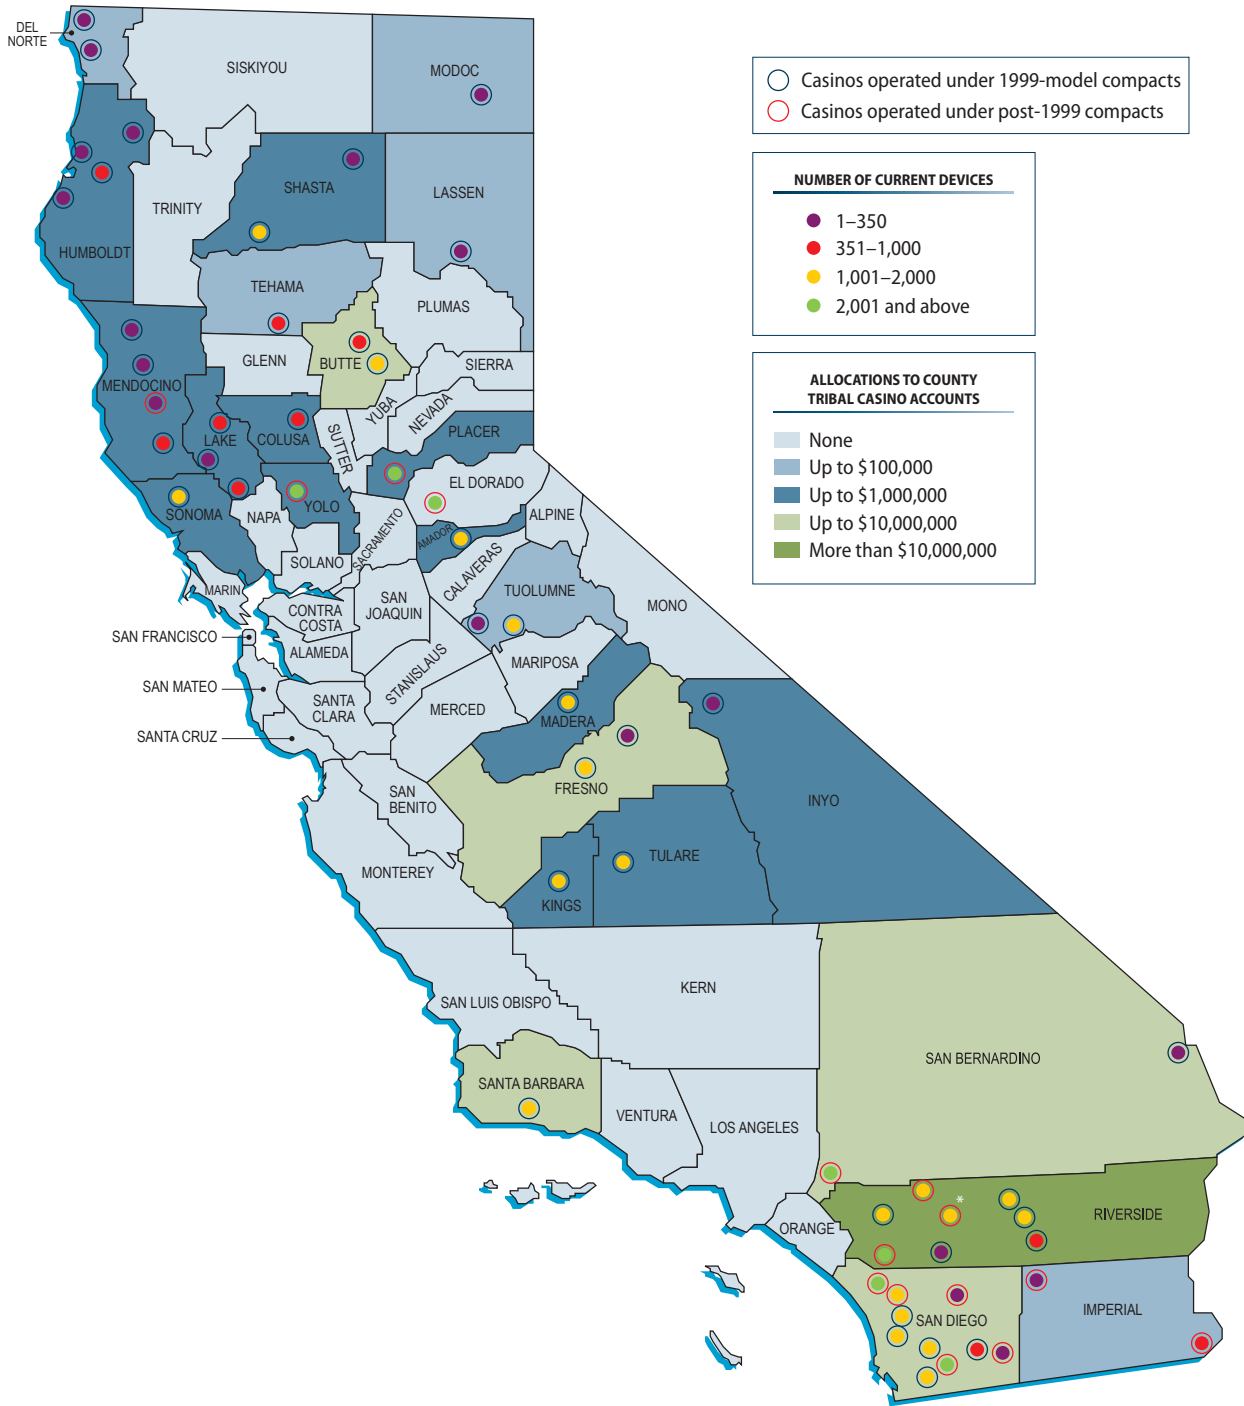 DEL
NORTE
SISKIYOU
MODOC
Casinos operated under 1999-model compacts
Casinos operated under post-1999 compacts
NUMBER OF CURRENT DEVICES
1–350
351–1,000
1,001–2,000
2,001 and above
ALLOCATIONS TO COUNTY
TRIBAL CASINO ACCOUNTS
None
Up to $100,000
Up to $1,000,000
Up to $10,000,000
More than $10,000,000
SHASTA
LASSEN
TRINITY
HUMBOLDT
TEHAMA
PLUMAS
GLENN
BUTTE
SIERRA
MENDOCINO
YUBA
NEVADA
LAKE
COLUSA
SUTTER
PLACER
EL DORADO
SONOMA
NAPA
YOLO
SACRAMENTO
AMADOR
ALPINE
SOLANO
CALAVERAS
MARIN
CONTRA
COSTA
SAN
JOAQUIN
TUOLUMNE
MONO
SAN FRANCISCO
ALAMEDA
STANISLAUS
MARIPOSA
SAN MATEO
SANTA
CLARA
MERCED
MADERA
SANTA CRUZ
SAN
BENITO
FRESNO
INYO
MONTEREY
TULARE
KINGS
SAN LUIS OBISPO
KERN
SAN BERNARDINO
SANTA BARBARA
VENTURA
LOS ANGELES
*
ORANGE
RIVERSIDE
SAN DIEGO
IMPERIAL